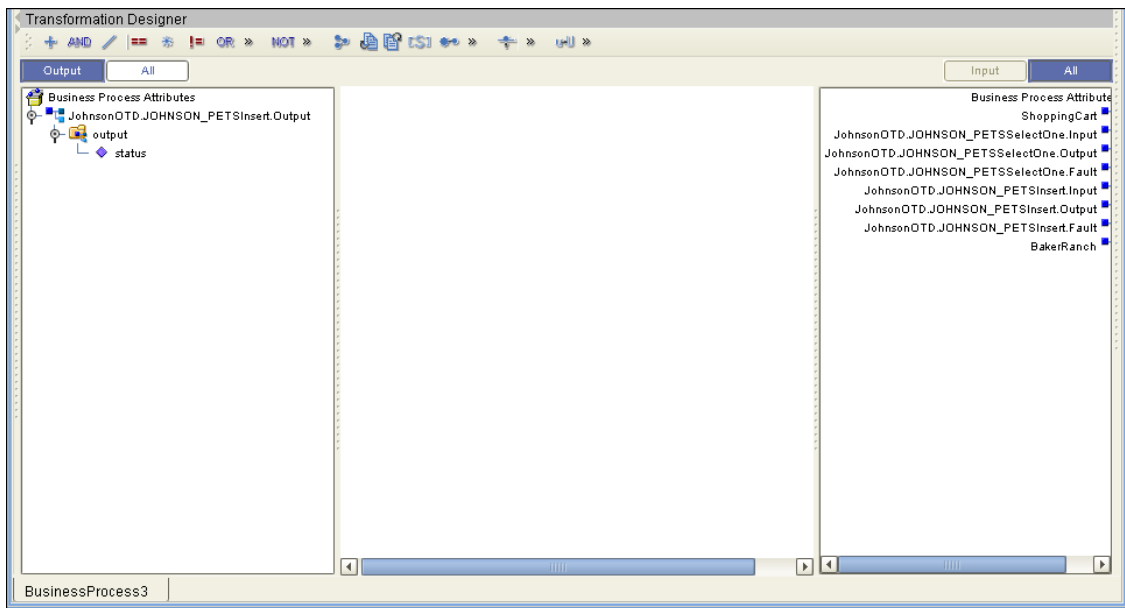 Transformation Designer
AND == != OR » NOT » [S] » » »
Output All Input All
Business Process Attributes
JohnsonOTD.JOHNSON_PETSInsert.Output
output
status
Business Process Attribute
ShoppingCart
JohnsonOTD.JOHNSON_PETSSelectOne.Input
JohnsonOTD.JOHNSON_PETSSelectOne.Output
JohnsonOTD.JOHNSON_PETSSelectOne.Fault
JohnsonOTD.JOHNSON_PETSInsert.Input
JohnsonOTD.JOHNSON_PETSInsert.Output
JohnsonOTD.JOHNSON_PETSInsert.Fault
BakerRanch
BusinessProcess3